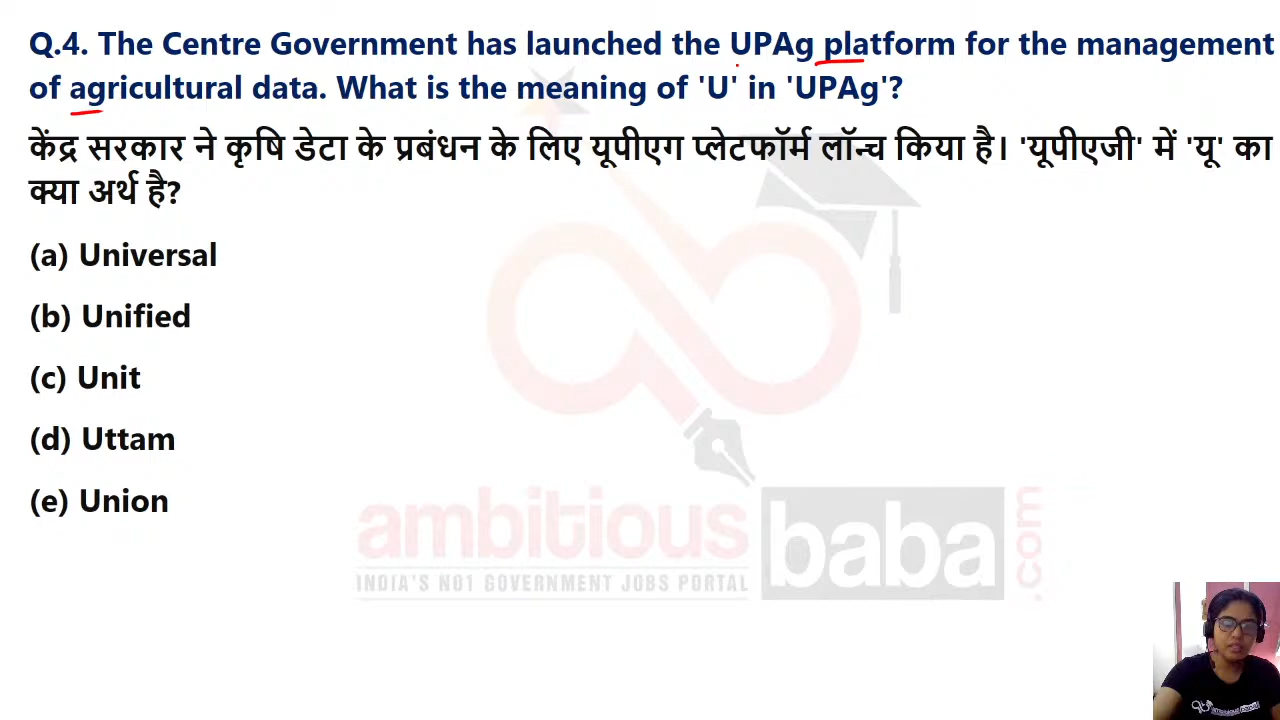 Q.4. The Centre Government has launched the UPAg platform for the management
of agricultural data. What is the meaning of 'U' in 'UPAg'?
केंद्र सरकार ने कृषि डेटा के प्रबंधन के लिए यूपीएग प्लेटफॉर्म लॉन्च किया है। 'यूपीएजी' में 'यू' का
क्या अर्थ है?
(a) Universal
(b) Unified
(c) Unit
(d) Uttam
(e) Union
ambitious baba .com
INDIA'S NO1 GOVERNMENT JOBS PORTAL
ambitious baba